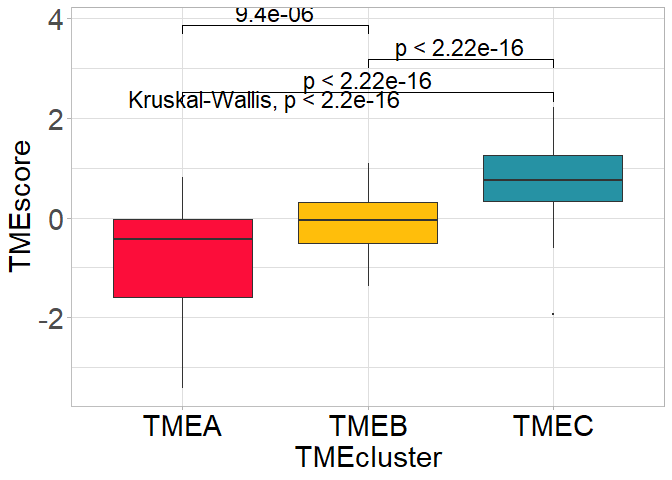 4
2
0
-2
TMEscore
9.4e-06
p < 2.22e-16
p < 2.22e-16
Kruskal-Wallis, p < 2.2e-16
TMEA
TMEB
TMEC
TMEcluster